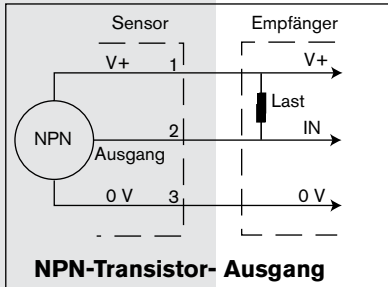 Sensor Empfänger
V+ 1 V+
Last
NPN 2 IN
Ausgang
0 V 3 0 V
NPN-Transistor- Ausgang